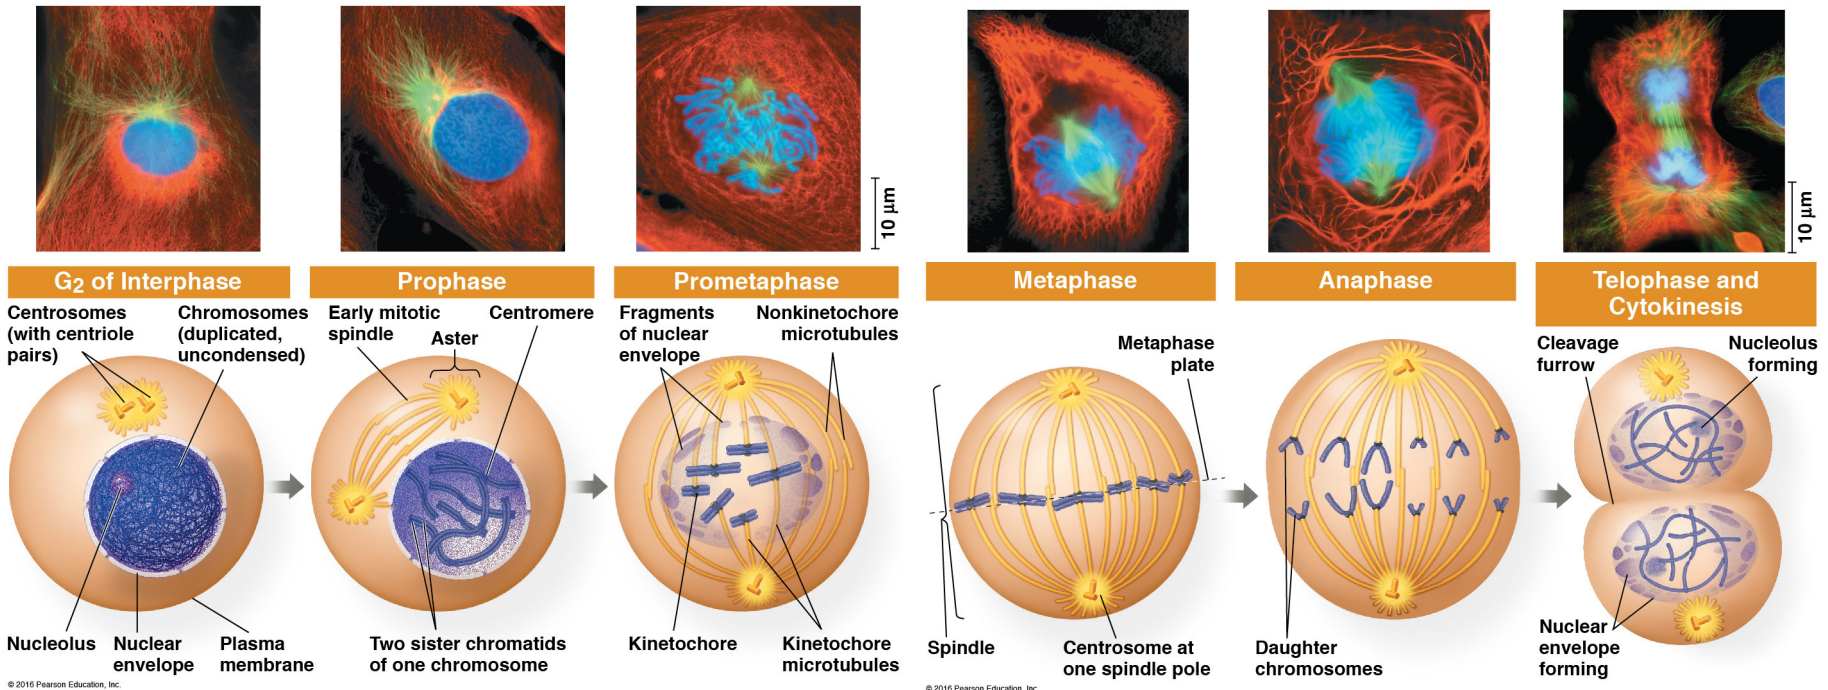 10 µm
10 µm
G2 of Interphase
Prophase
Prometaphase
Metaphase
Anaphase
Telophase and
Cytokinesis
Centrosomes
(with centriole
pairs)
Chromosomes
(duplicated,
uncondensed)
Nucleolus
Nuclear
envelope
Plasma
membrane
Early mitotic
spindle
Aster
Centromere
Two sister chromatids
of one chromosome
Fragments
of nuclear
envelope
Nonkinetochore
microtubules
Kinetochore
Kinetochore
microtubules
Metaphase
plate
Spindle
Centrosome at
one spindle pole
Daughter
chromosomes
Cleavage
furrow
Nucleolus
forming
Nuclear
envelope
forming
© 2016 Pearson Education, Inc.
© 2016 Pearson Education, Inc.